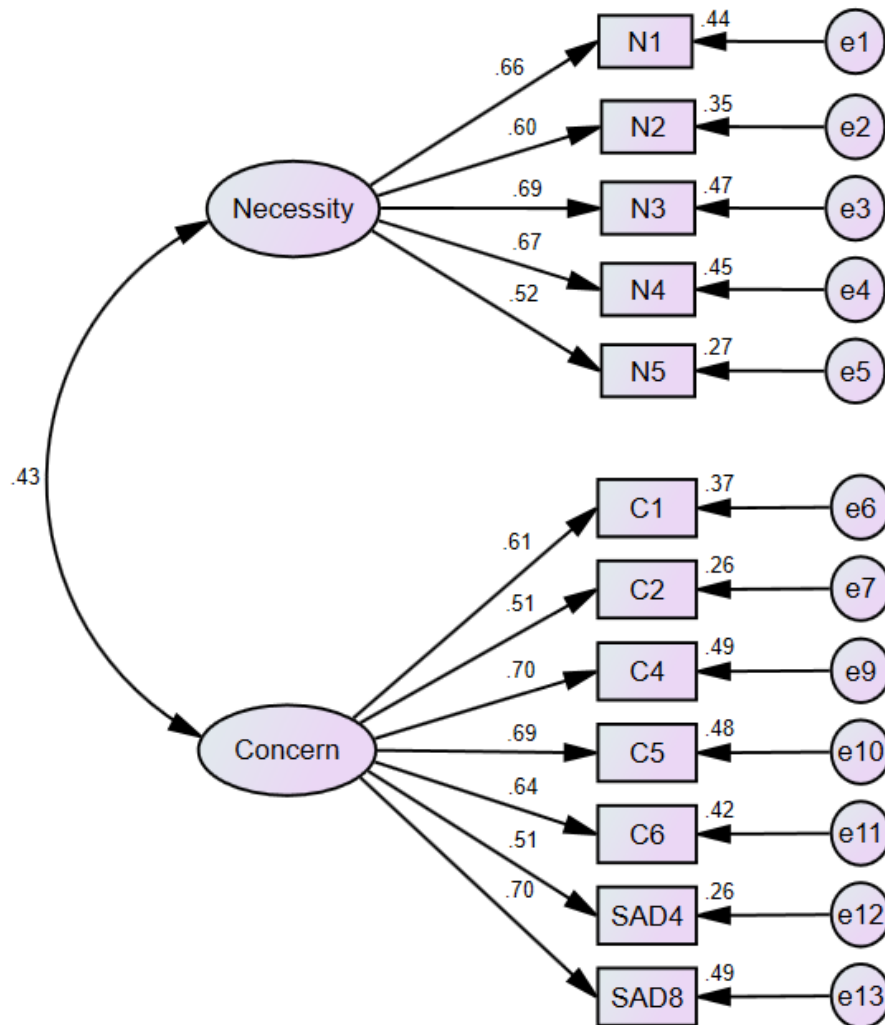 .44
N1
e1
.66
.35
N2
e2
.60
.47
N3
e3
.69
Necessity
.45
N4
e4
.67
.27
N5
e5
.52
.43
.37
C1
e6
.61
.26
C2
e7
.51
.49
C4
e9
.70
.48
C5
e10
.69
Concern
.42
C6
e11
.64
.26
SAD4
e12
.51
.49
SAD8
e13
.70